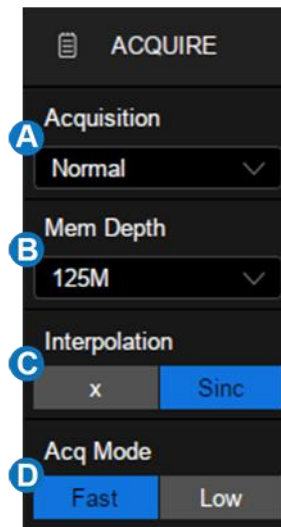 ACQUIRE
A
Acquisition
Normal
B
Mem Depth
125M
C
Interpolation
x Sinc
D
Acq Mode
Fast Low